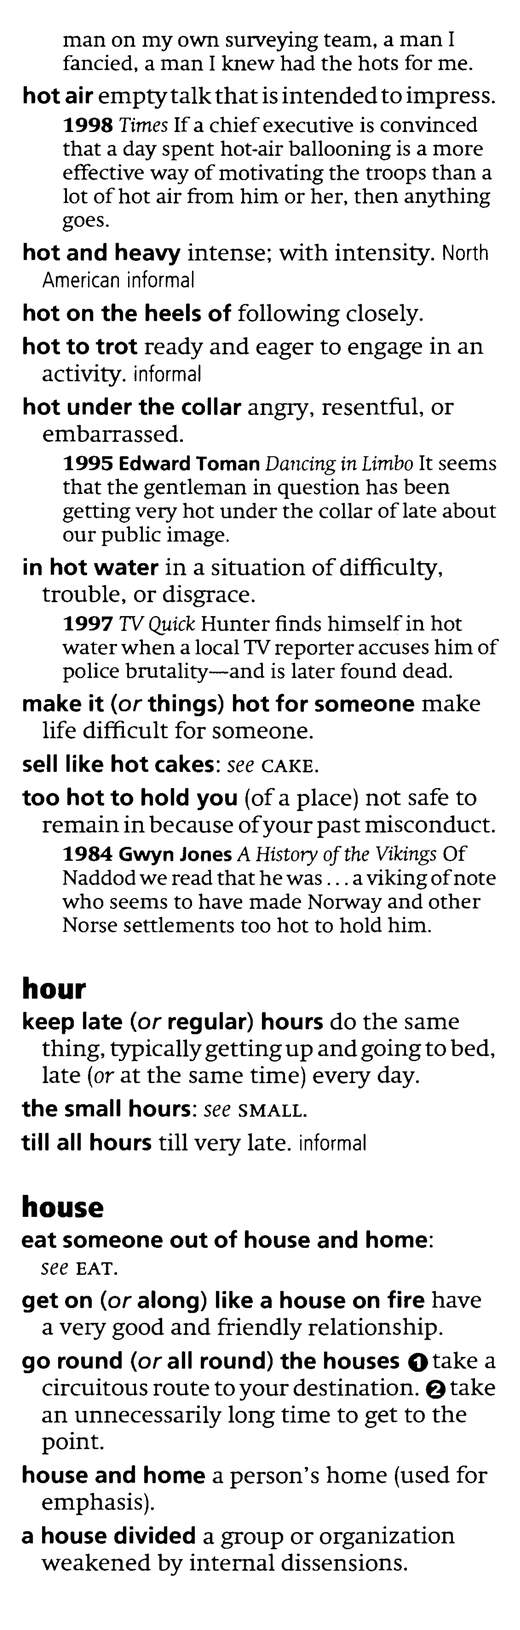 man on my own surveying team, a man I
fancied, a man I knew had the hots for me.
hot air empty talk that is intended to impress.
1998 Times If a chief executive is convinced
that a day spent hot-air ballooning is a more
effective way of motivating the troops than a
lot of hot air from him or her, then anything
goes.
hot and heavy intense; with intensity. North
American informal
hot on the heels of following closely.
hot to trot ready and eager to engage in an
activity. informal
hot under the collar angry, resentful, or
embarrassed.
1995 Edward Toman Dancing in Limbo It seems
that the gentleman in question has been
getting very hot under the collar of late about
our public image.
in hot water in a situation of difficulty,
trouble, or disgrace.
1997 TV Quick Hunter finds himself in hot
water when a local TV reporter accuses him of
police brutality—and is later found dead.
make it (or things) hot for someone make
life difficult for someone.
sell like hot cakes: see CAKE.
too hot to hold you (of a place) not safe to
remain in because of your past misconduct.
1984 Gwyn Jones A History of the Vikings Of
Naddod we read that he was ... a viking of note
who seems to have made Norway and other
Norse settlements too hot to hold him.
hour
keep late (or regular) hours do the same
thing, typically getting up and going to bed,
late (or at the same time) every day.
the small hours: see SMALL.
till all hours till very late. informal
house
eat someone out of house and home:
see EAT.
get on (or along) like a house on fire have
a very good and friendly relationship.
go round (or all round) the houses ❶ take a
circuitous route to your destination. ❷ take
an unnecessarily long time to get to the
point.
house and home a person's home (used for
emphasis).
a house divided a group or organization
weakened by internal dissensions.